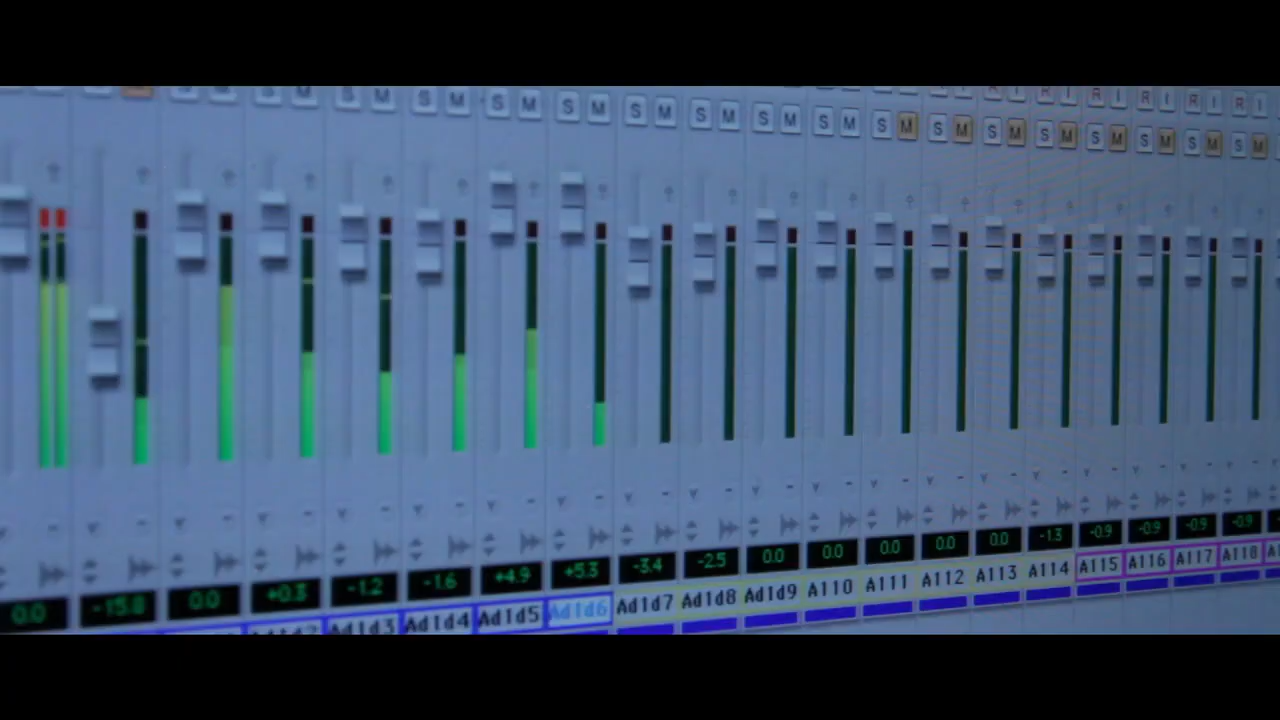 R I R I R I R I R I
S M S M S M S M S M S M
S M S M S M S M S M S M S M S M S M S M S M S M
0.0 -15.8 0.0 +0.3 -1.2 -1.6 +4.9 +5.3 -3.4 -2.5 0.0 0.0 0.0 0.0 0.0 -1.3 -0.9 -0.9 -0.9 -0.9
Ad1d2 Ad1d3 Ad1d4 Ad1d5 Ad1d6 Ad1d7 Ad1d8 Ad1d9 A110 A111 A112 A113 A114 A115 A116 A117 A118